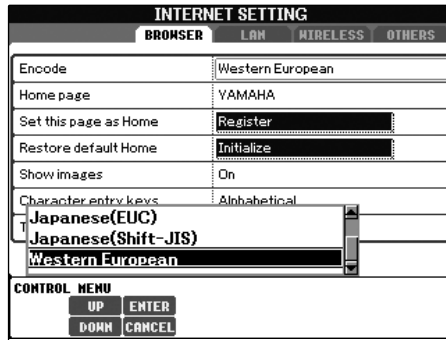 INTERNET SETTING
BROWSER LAN WIRELESS OTHERS
Encode Western European
Home page YAMAHA
Set this page as Home Register
Restore default Home Initialize
Show images On
Character entry keys Alphabetical
Japanese(EUC)
Japanese(Shift-JIS)
Western European
CONTROL MENU
UP ENTER
DOWN CANCEL